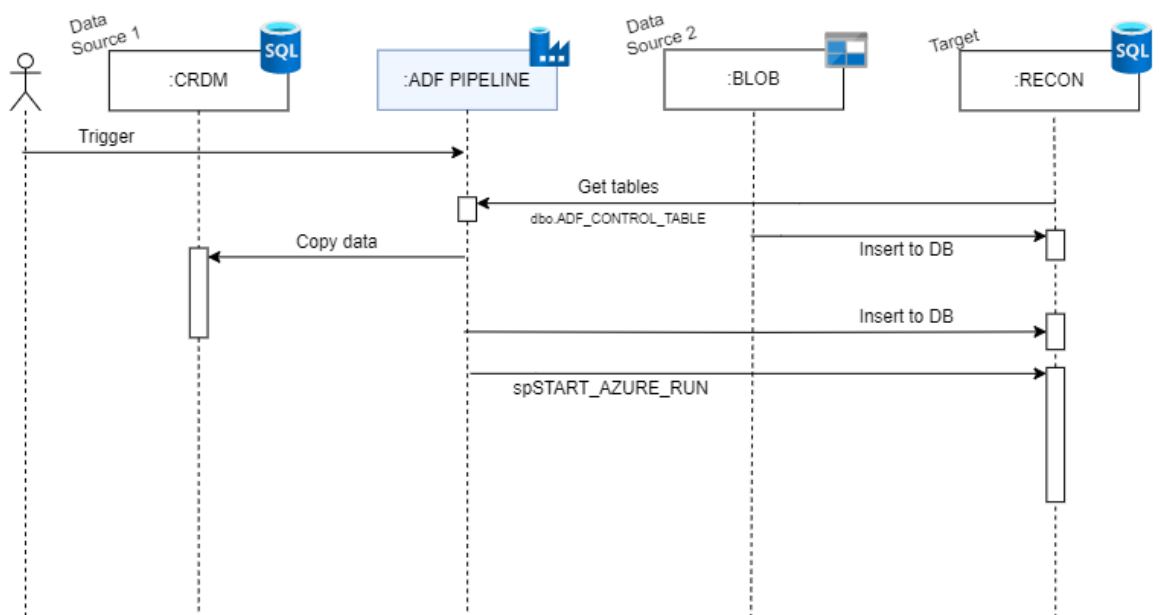 Data
Source 1
SQL
:CRDM
:ADF PIPELINE
Data
Source 2
:BLOB
Target
SQL
:RECON
Trigger
Get tables
dbo.ADF_CONTROL_TABLE
Copy data
Insert to DB
Insert to DB
spSTART_AZURE_RUN